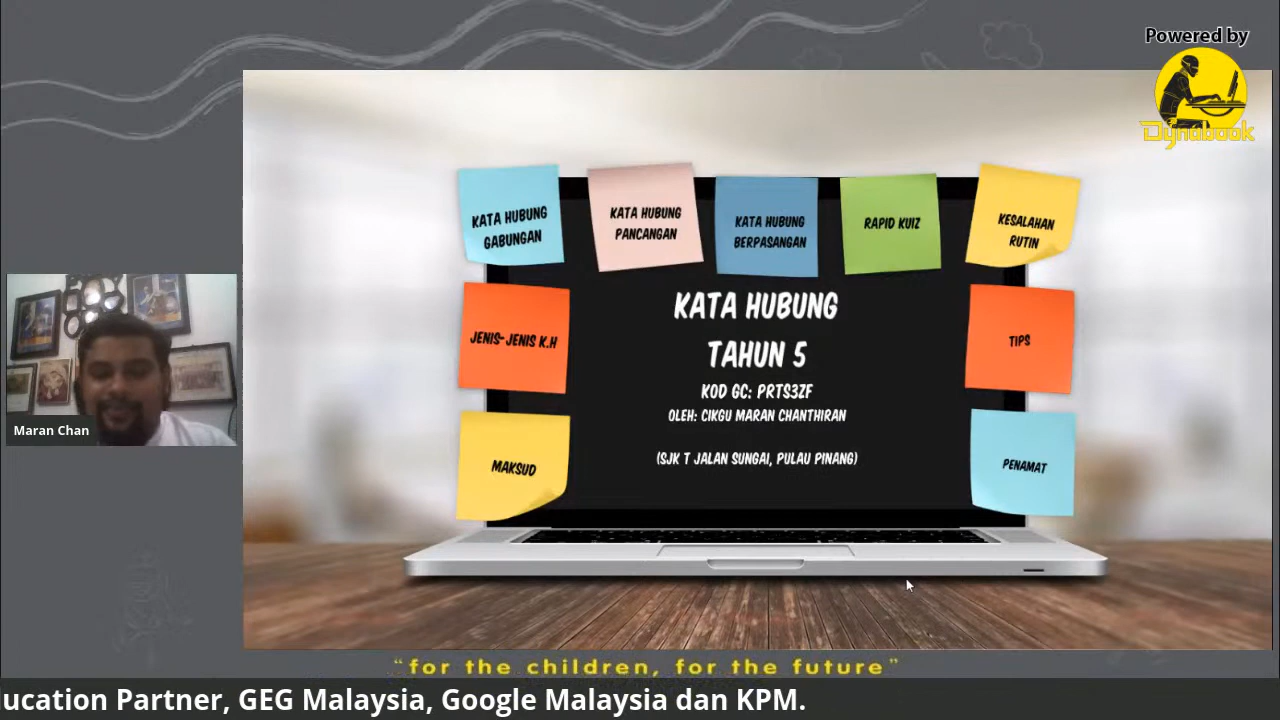 Powered by
Dynabook
KATA HUBUNG
GABUNGAN
KATA HUBUNG
PANCANGAN
KATA HUBUNG
BERPASANGAN
RAPID KUIZ
KESALAHAN
RUTIN
JENIS-JENIS K.H
TIPS
MAKSUD
PENAMAT
KATA HUBUNG
TAHUN 5
KOD GC: PRTS3ZF
OLEH: CIKGU MARAN CHANTHIRAN
(SJK T JALAN SUNGAI, PULAU PINANG)
Maran Chan
“for the children, for the future”
ucation Partner, GEG Malaysia, Google Malaysia dan KPM.